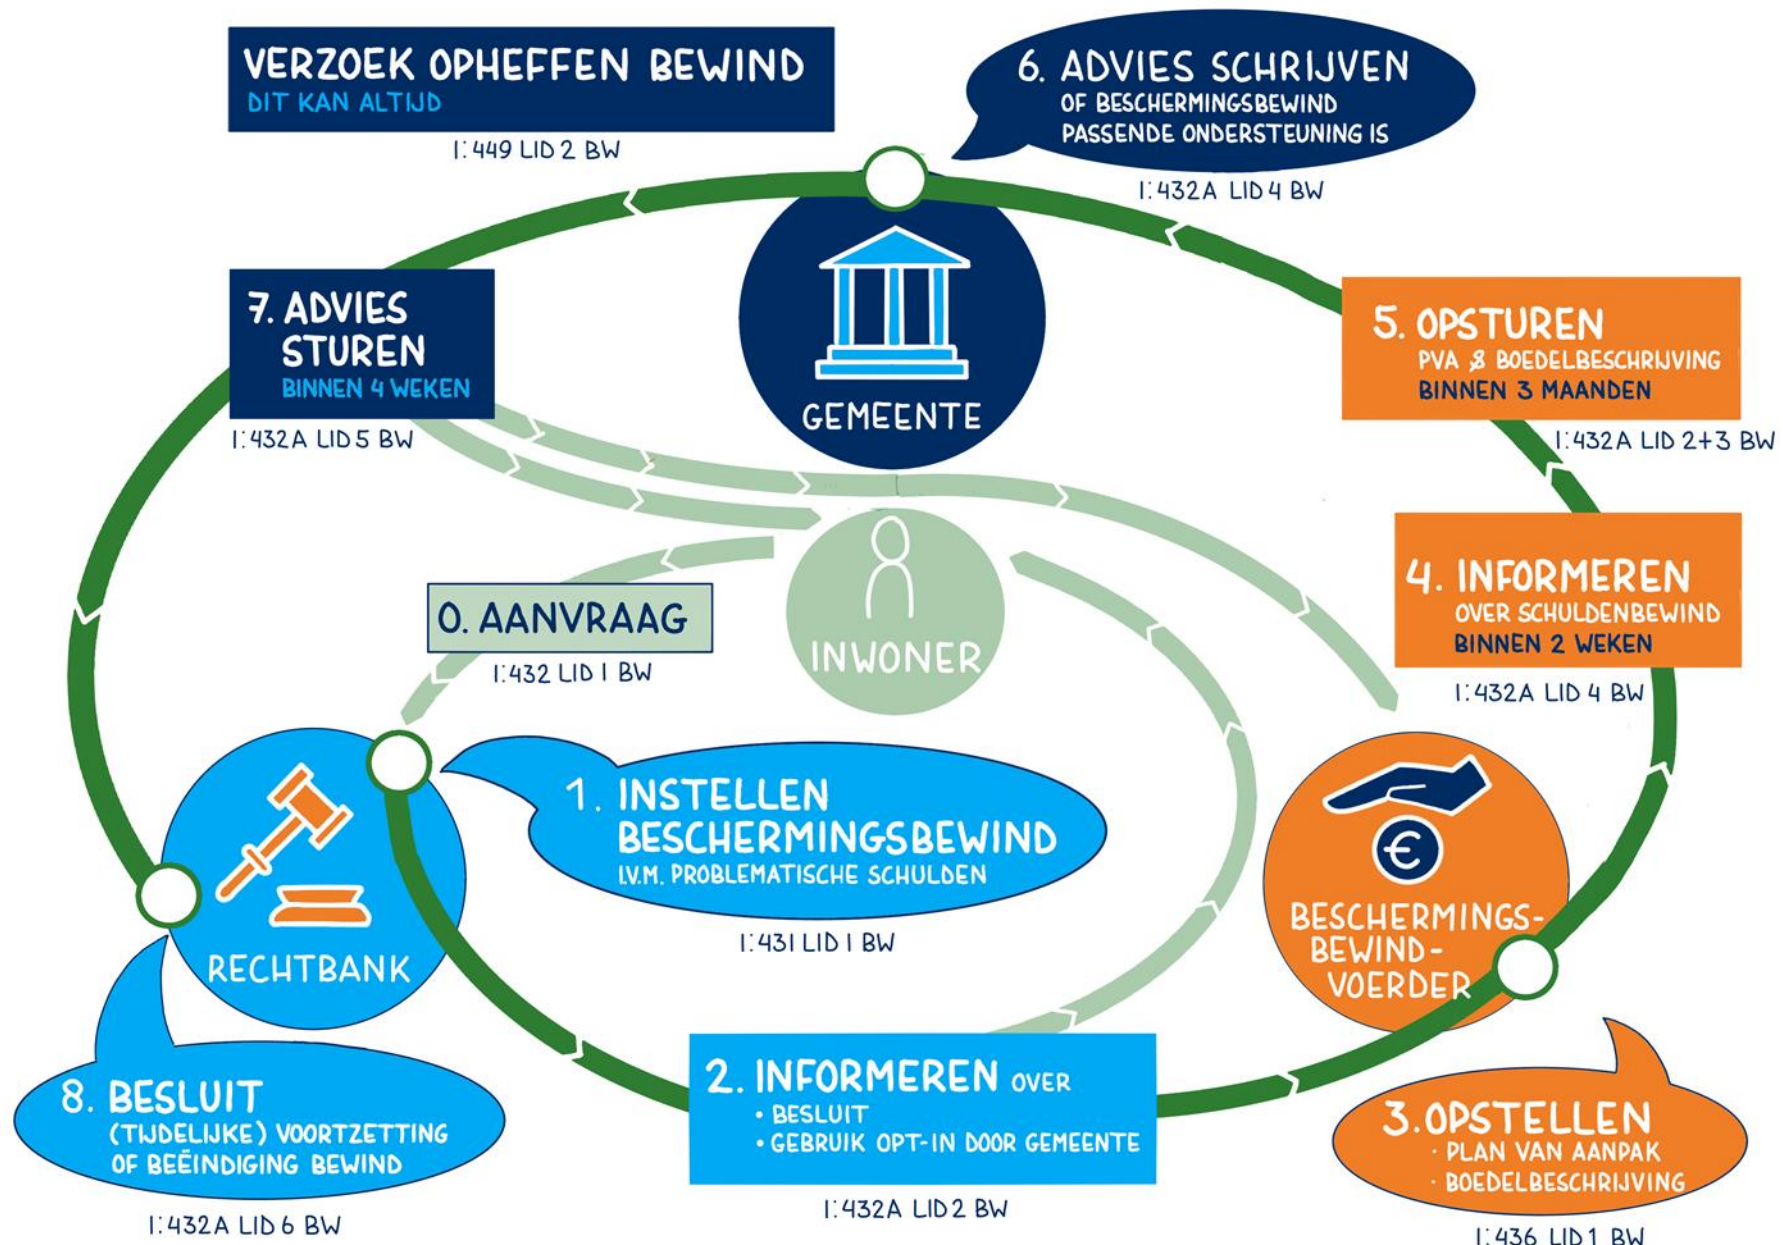 VERZOEK OPHEFFEN BEWIND
DIT KAN ALTIJD
1:449 LID 2 BW
6. ADVIES SCHRIJVEN
OF BESCHERMINGSBEWIND
PASSENDE ONDERSTEUNING IS
1:432A LID 4 BW
7. ADVIES
STUREN
BINNEN 4 WEKEN
1:432A LID 5 BW
GEMEENTE
5. OPSTUREN
PVA & BOEDELBESCHRIJVING
BINNEN 3 MAANDEN
1:432A LID 2+3 BW
4. INFORMEREN
OVER SCHULDENBEWIND
BINNEN 2 WEKEN
1:432A LID 4 BW
0. AANVRAAG
1:432 LID 1 BW
INWONER
1. INSTELLEN
BESCHERMINGSBEWIND
I.V.M. PROBLEMATISCHE SCHULDEN
1:431 LID 1 BW
RECHTBANK
BESCHERMINGS-
BEWIND-
VOERDER
8. BESLUIT
(TIJDELIJKE) VOORTZETTING
OF BEËINDIGING BEWIND
1:432A LID 6 BW
2. INFORMEREN OVER
• BESLUIT
• GEBRUIK OPT-IN DOOR GEMEENTE
1:432A LID 2 BW
3. OPSTELLEN
· PLAN VAN AANPAK
· BOEDELBESCHRIJVING
1:436 LID 1 BW